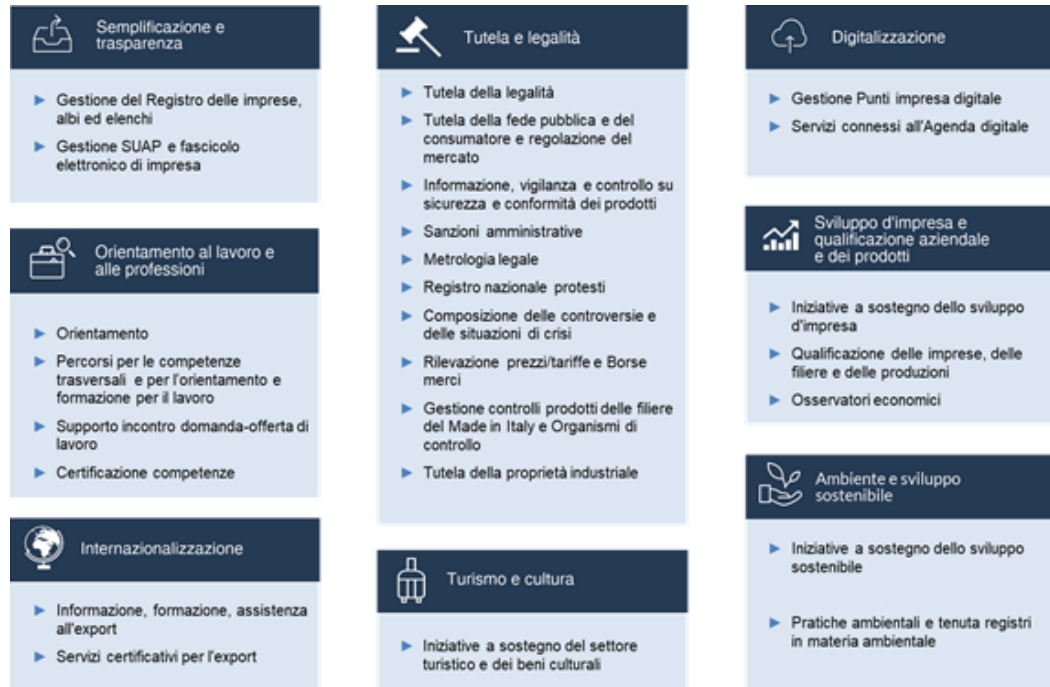 Semplificazione e
trasparenza
Gestione del Registro delle imprese,
albi ed elenchi
Gestione SUAP e fascicolo
elettronico di impresa
Orientamento al lavoro e
alle professioni
Orientamento
Percorsi per le competenze
trasversali e per l'orientamento e
formazione per il lavoro
Supporto incontro domanda-offerta di
lavoro
Certificazione competenze
Internazionalizzazione
Informazione, formazione, assistenza
all'export
Servizi certificativi per l'export
Tutela e legalità
Tutela della legalità
Tutela della fede pubblica e del
consumatore e regolazione del
mercato
Informazione, vigilanza e controllo su
sicurezza e conformità dei prodotti
Sanzioni amministrative
Metrologia legale
Registro nazionale protesti
Composizione delle controversie e
delle situazioni di crisi
Rilevazione prezzi/tariffe e Borse
merci
Gestione controlli prodotti delle filiere
del Made in Italy e Organismi di
controllo
Tutela della proprietà industriale
Turismo e cultura
Iniziative a sostegno del settore
turistico e dei beni culturali
Digitalizzazione
Gestione Punti impresa digitale
Servizi connessi all'Agenda digitale
Sviluppo d'impresa e
qualificazione aziendale
e dei prodotti
Iniziative a sostegno dello sviluppo
d'impresa
Qualificazione delle imprese, delle
filiere e delle produzioni
Osservatori economici
Ambiente e sviluppo
sostenibile
Iniziative a sostegno dello sviluppo
sostenibile
Pratiche ambientali e tenuta registri
in materia ambientale